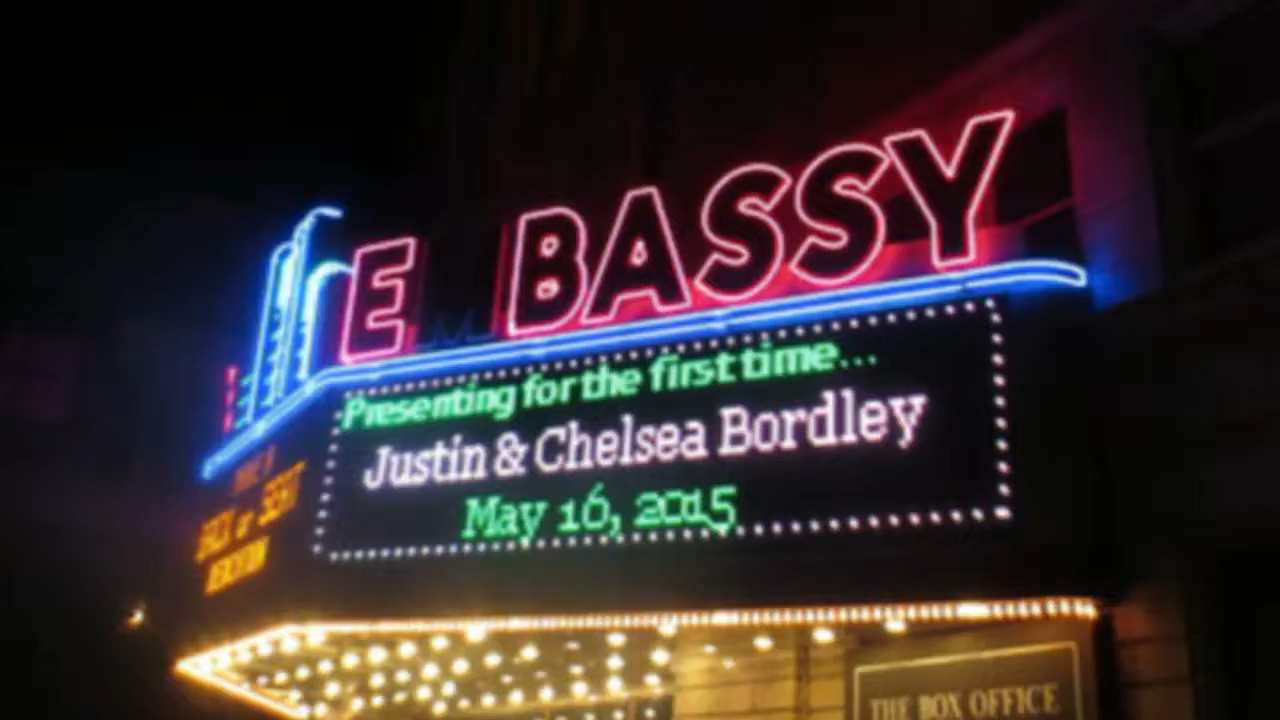 E BASSY
Presenting for the first time...
Justin & Chelsea Bordley
May 16, 2015
THE BOX OFFICE